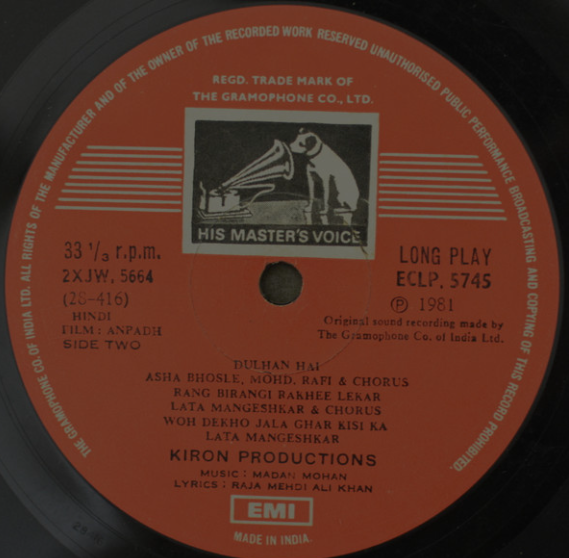 THE GRAMOPHONE CO. OF INDIA LTD. ALL RIGHTS OF THE MANUFACTURER AND OF THE OWNER OF THE RECORDED WORK RESERVED UNAUTHORISED PUBLIC PERFORMANCE BROADCASTING AND COPYING OF THIS RECORD PROHIBITED.
REGD. TRADE MARK OF
THE GRAMOPHONE CO., LTD.
HIS MASTER'S VOICE
33 1/3 r.p.m.
2XJW, 5664
(2S-416)
HINDI
FILM : ANPADH
SIDE TWO
LONG PLAY
ECLP, 5745
Ⓟ 1981
Original sound recording made by
The Gramophone Co. of India Ltd.
DULHAN HAI
ASHA BHOSLE, MOHD. RAFI & CHORUS
RANG BIRANGI RAKHEE LEKAR
LATA MANGESHKAR & CHORUS
WOH DEKHO JALA GHAR KISI KA
LATA MANGESHKAR
KIRON PRODUCTIONS
MUSIC : MADAN MOHAN
LYRICS : RAJA MEHDI ALI KHAN
EMI
MADE IN INDIA.